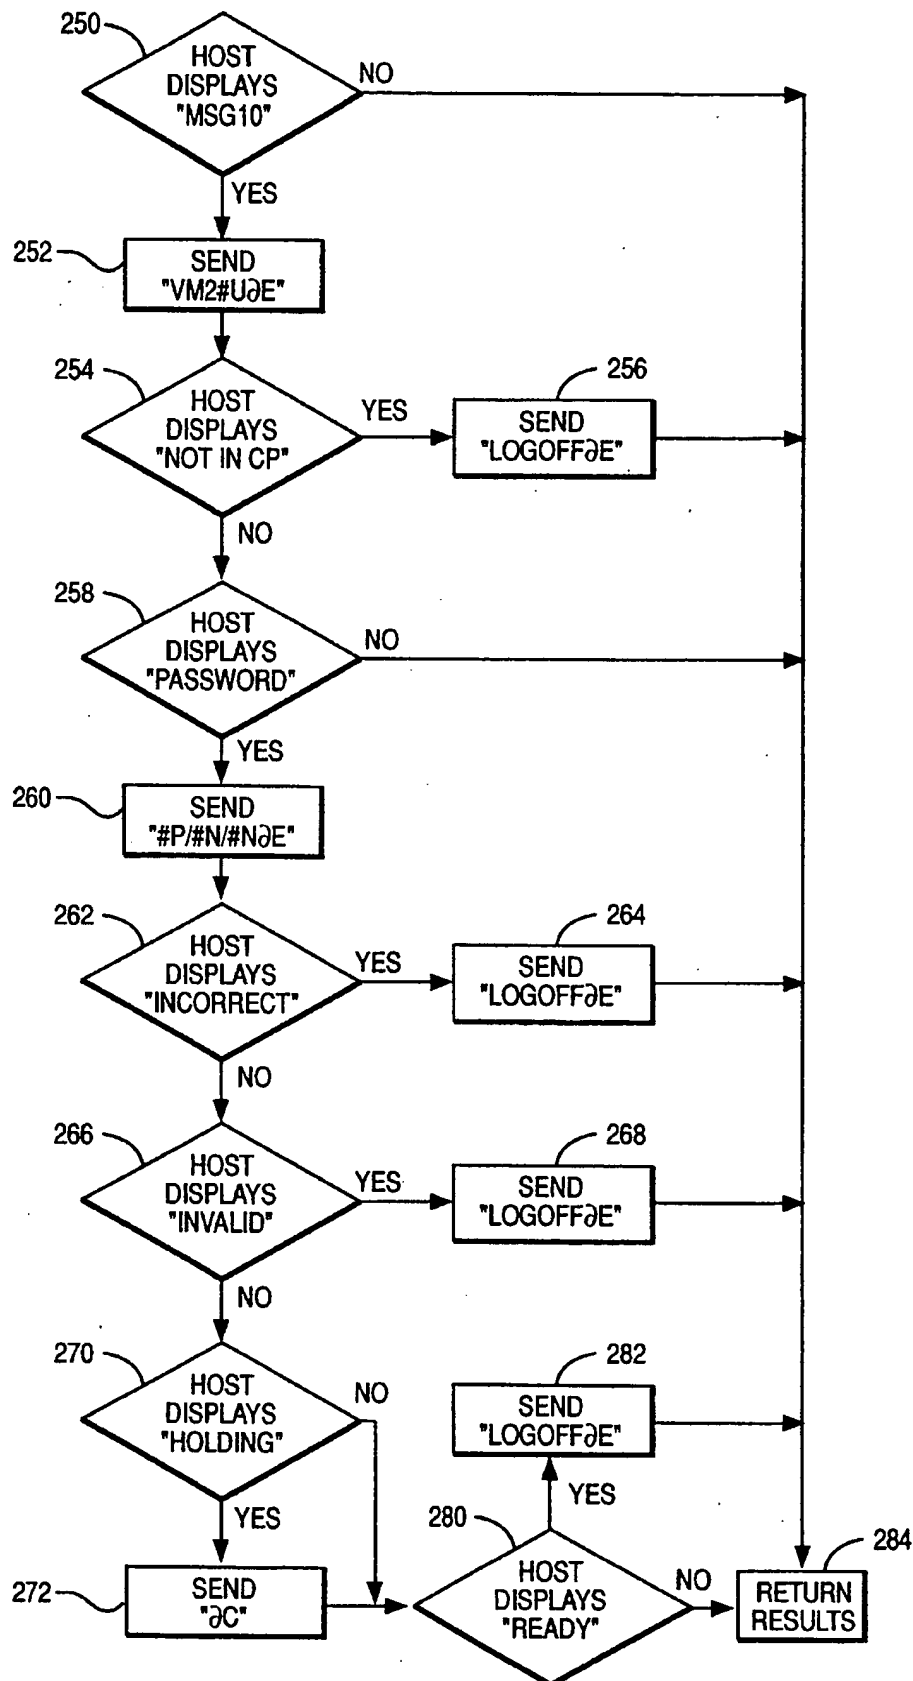 250
HOST
DISPLAYS
"MSG10"
NO
YES
252
SEND
"VM2#U∂E"
254
HOST
DISPLAYS
"NOT IN CP"
YES
256
SEND
"LOGOFF∂E"
NO
258
HOST
DISPLAYS
"PASSWORD"
NO
YES
260
SEND
"#P/#N/#N∂E"
262
HOST
DISPLAYS
"INCORRECT"
YES
264
SEND
"LOGOFF∂E"
NO
266
HOST
DISPLAYS
"INVALID"
YES
268
SEND
"LOGOFF∂E"
NO
270
HOST
DISPLAYS
"HOLDING"
NO
282
SEND
"LOGOFF∂E"
YES
YES
272
SEND
"∂C"
280
HOST
DISPLAYS
"READY"
NO
284
RETURN
RESULTS